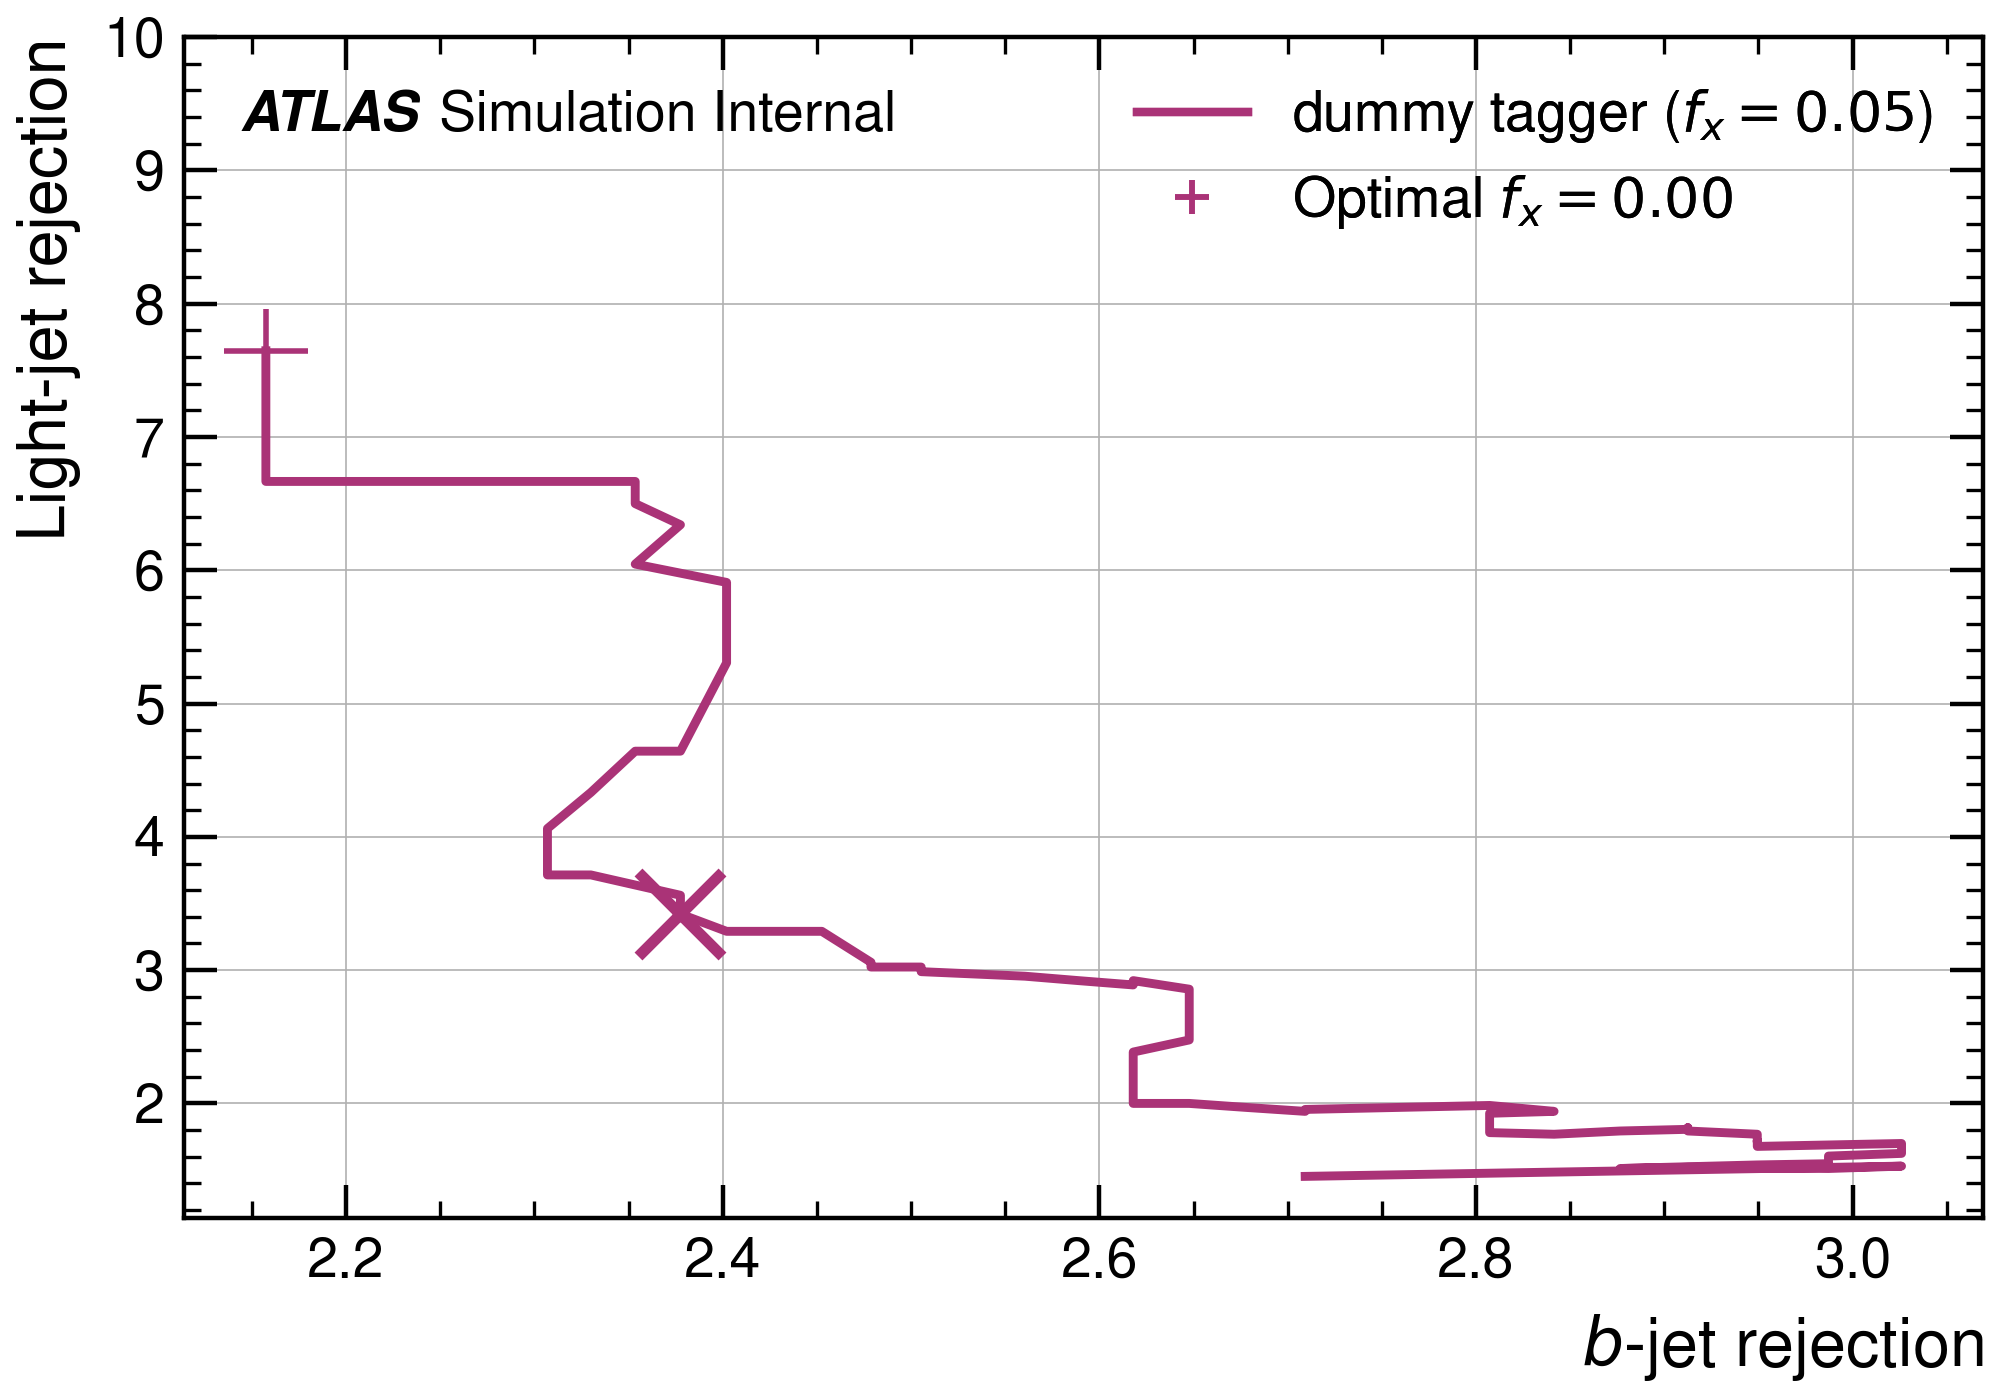 ATLAS Simulation Internal
dummy tagger (fx = 0.05)
Optimal fx = 0.00
Light-jet rejection
10
9
8
7
6
5
4
3
2
2.2 2.4 2.6 2.8 3.0
b-jet rejection